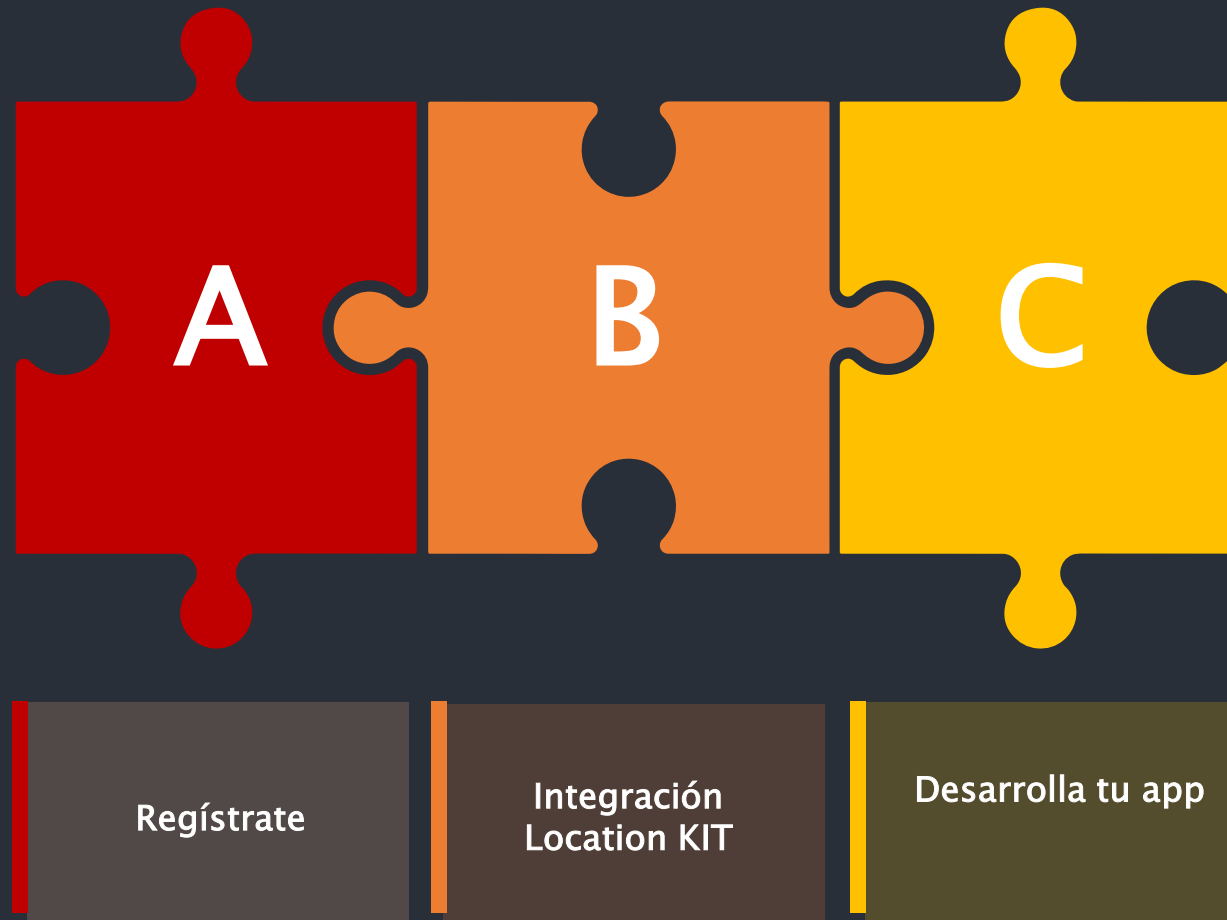 A
B
C
Regístrate
Integración
Location KIT
Desarrolla tu app